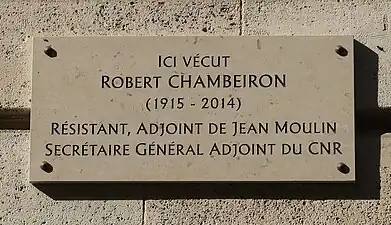 ICI VÉCUT
ROBERT CHAMBEIRON
(1915 - 2014)
RÉSISTANT, ADJOINT DE JEAN MOULIN
SECRÉTAIRE GÉNÉRAL ADJOINT DU CNR